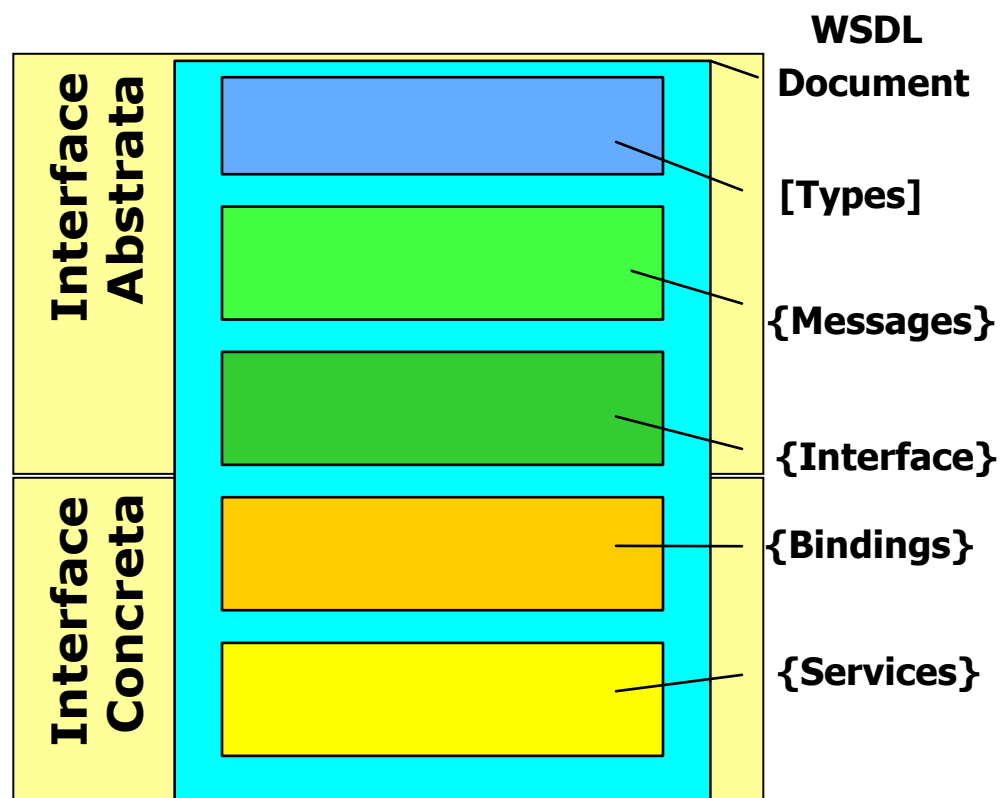 Interface
Abstrata
Interface
Concreta
WSDL
Document
[Types]
{Messages}
{Interface}
{Bindings}
{Services}